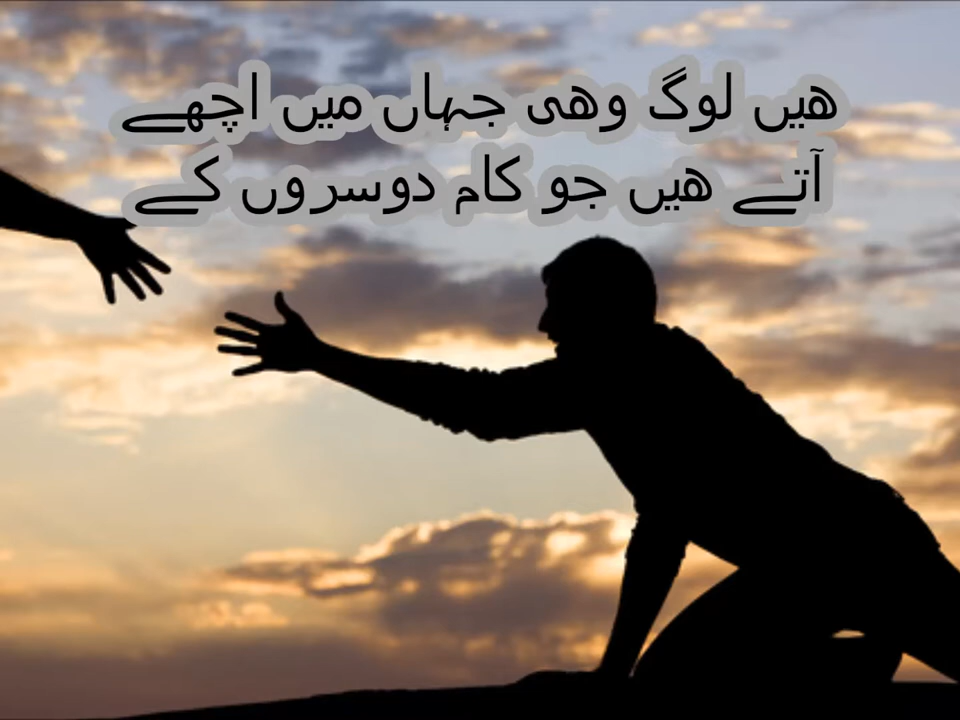 ھیں لوگ وھی جہاں میں اچھے
آتے ھیں جو کام دوسروں کے